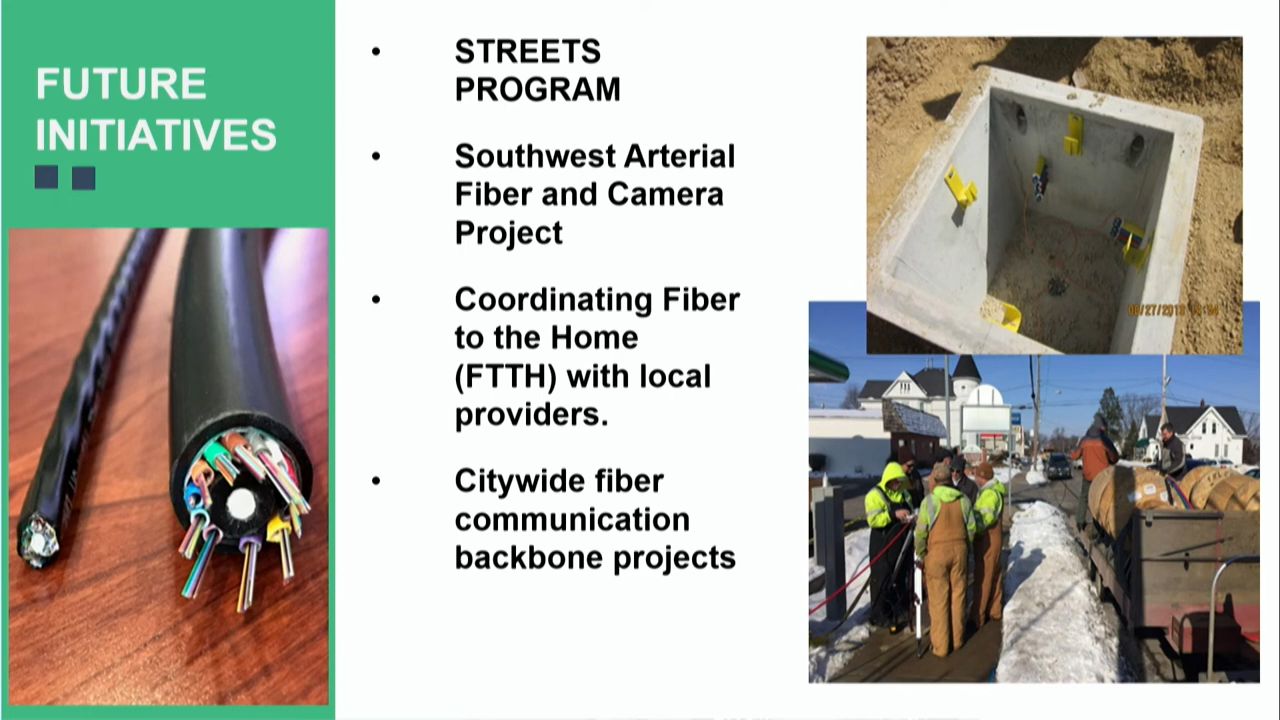 FUTURE
INITIATIVES
• STREETS
PROGRAM
• Southwest Arterial
Fiber and Camera
Project
• Coordinating Fiber
to the Home
(FTTH) with local
providers.
• Citywide fiber
communication
backbone projects